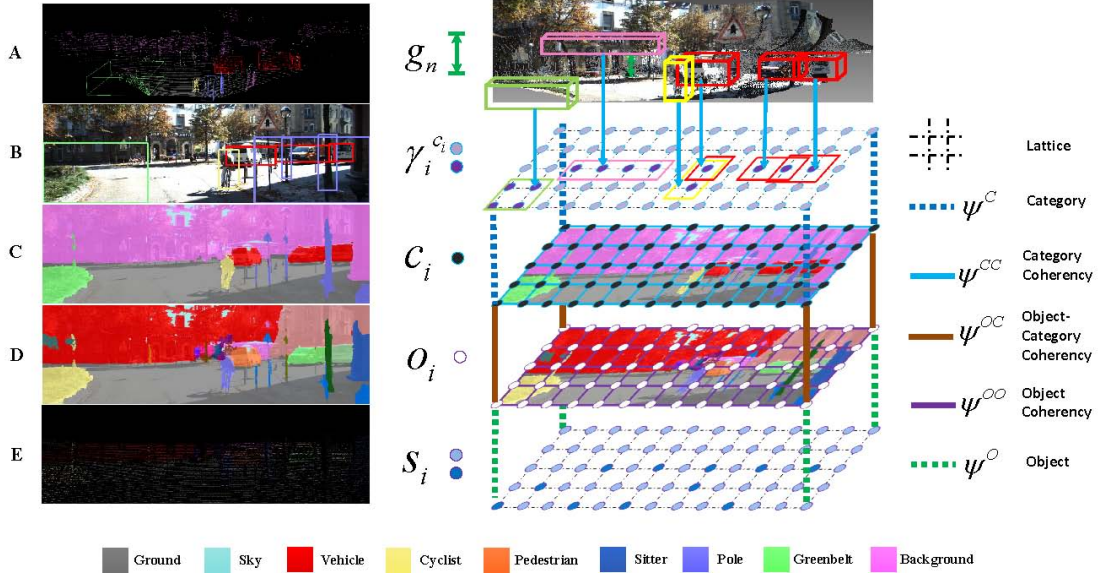 A
B
C
D
E
g_n
γ_i^{c_i}
c_i
o_i
s_i
Lattice
ψ^C Category
ψ^{CC} Category Coherency
ψ^{OC} Object-Category Coherency
ψ^{OO} Object Coherency
ψ^O Object
Ground Sky Vehicle Cyclist Pedestrian Sitter Pole Greenbelt Background